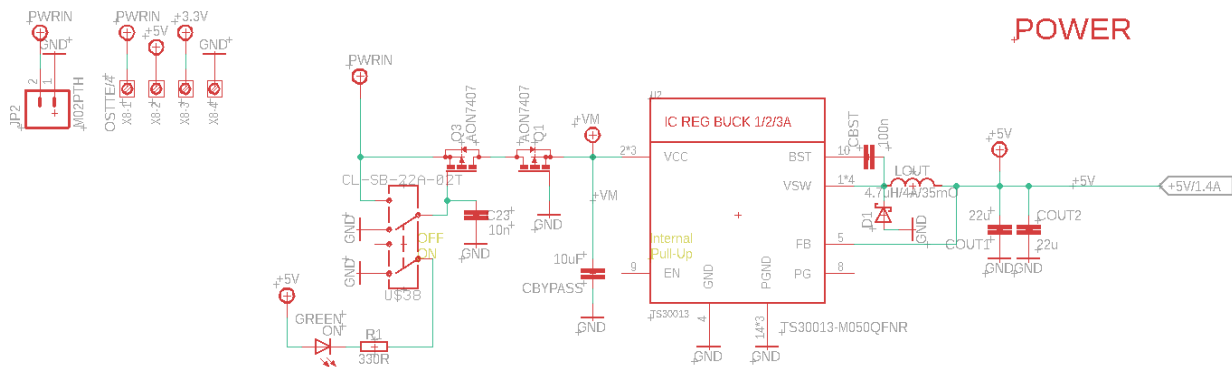 POWER
PWRIN
GND
2
1
JP2
M02PTH
PWRIN
+5V
+3.3V
GND
OSTTE/4
X8-1
X8-2
X8-3
X8-4
PWRIN
Q3
AON7407
Q1
AON7407
+VM
+VM
CL-SB-22A-02T
GND
GND
OFF
ON
U$38
C23
10n
GND
GND
10uF
CBYPASS
GND
+5V
GREEN
ON
R1
330R
U2
IC REG BUCK 1/2/3A
2*3
VCC
BST
10
VSW
1*4
FB
5
PG
8
Internal
Pull-Up
9
EN
GND
PGND
4
14*3
TS30013
TS30013-M050QFNR
GND
GND
CBST
100n
LOUT
4.7uH/4A/35mO
D1
GND
+5V
+5V
22u
COUT1
COUT2
22u
GND
GND
+5V/1.4A